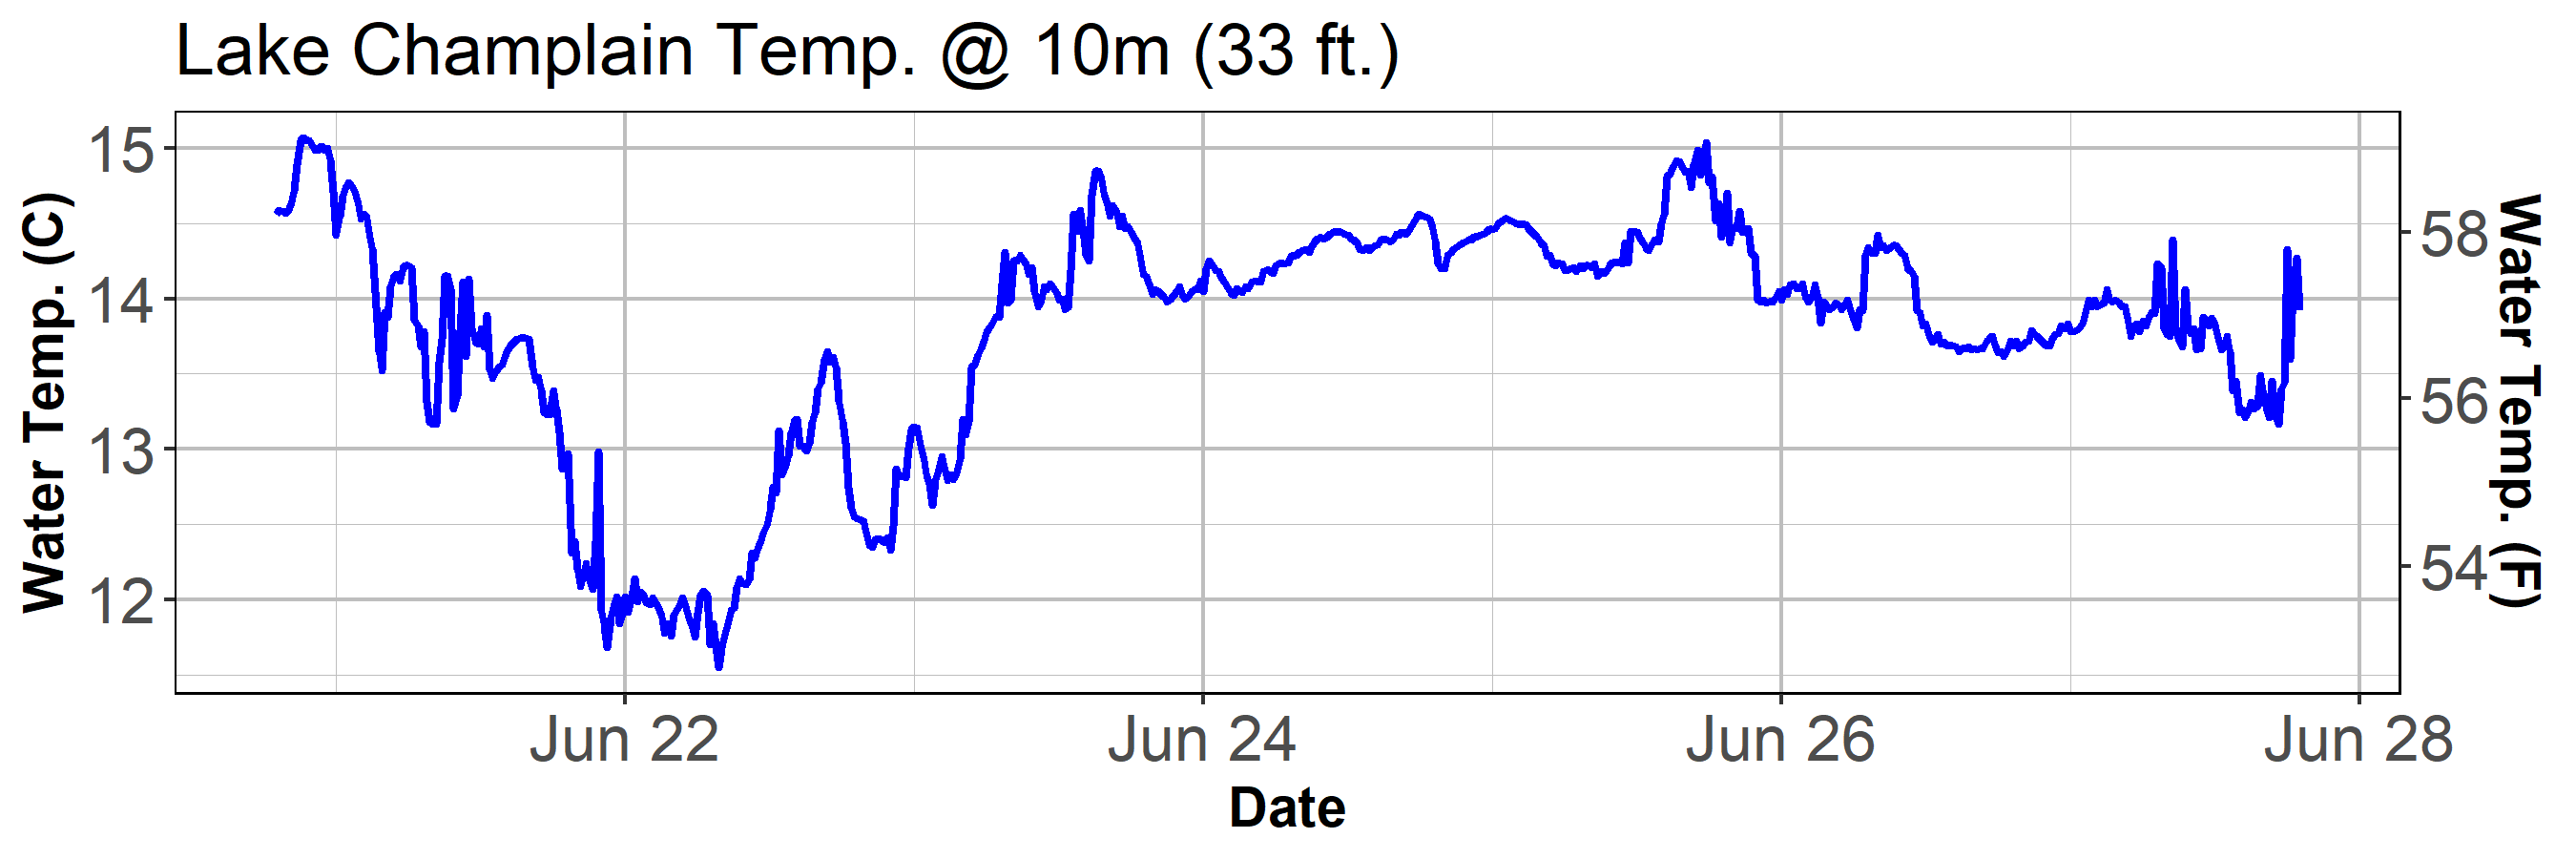 Lake Champlain Temp. @ 10m (33 ft.)
Water Temp. (C)
15
14
13
12
58
56
54
Water Temp. (F)
Jun 22 Jun 24 Jun 26 Jun 28
Date